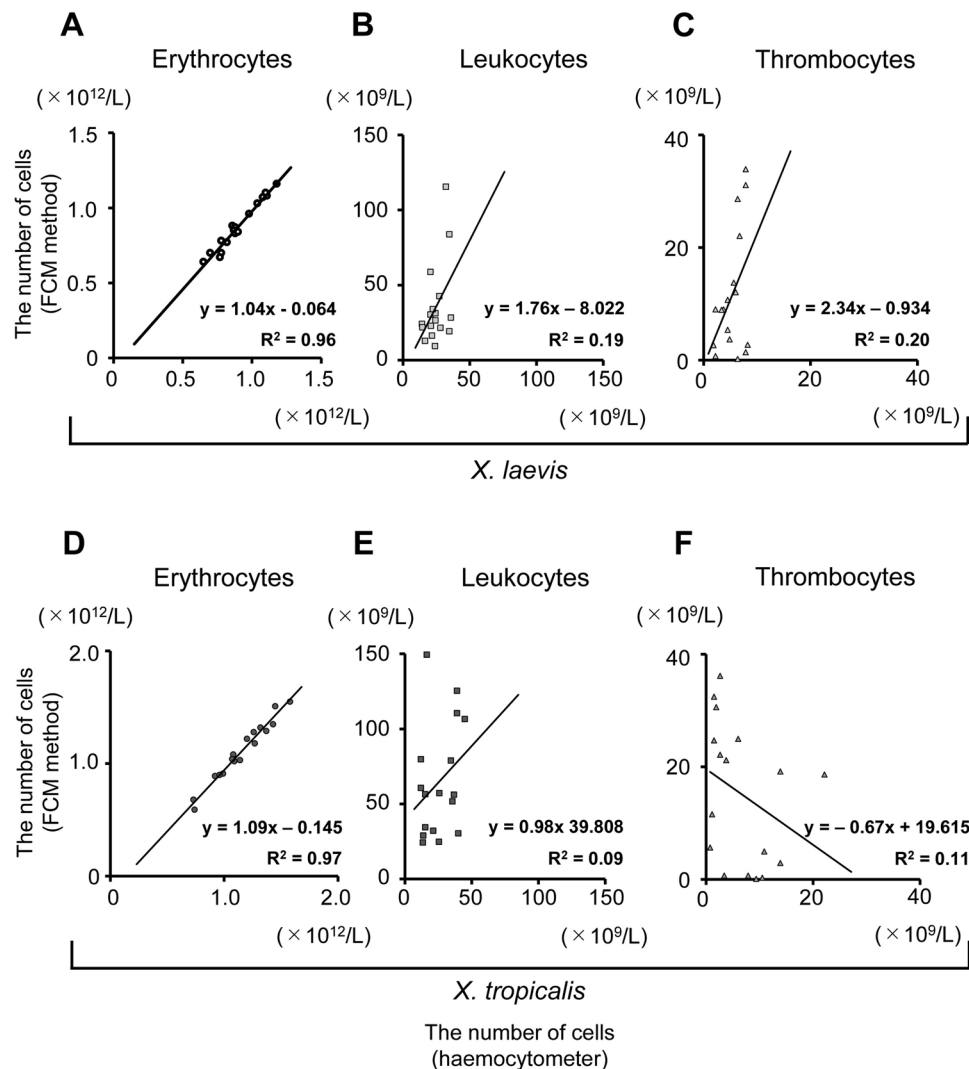 A
Erythrocytes
(×10¹²/L)
The number of cells
(FCM method)
1.5
1.0
0.5
0
y = 1.04x - 0.064
R² = 0.96
0.5
1.0
1.5
(×10¹²/L)
B
Leukocytes
(×10⁹/L)
150
100
50
0
y = 1.76x – 8.022
R² = 0.19
0
50
100
150
(×10⁹/L)
C
Thrombocytes
(×10⁹/L)
40
20
0
y = 2.34x – 0.934
R² = 0.20
0
20
40
(×10⁹/L)
X. laevis
D
Erythrocytes
(×10¹²/L)
The number of cells
(FCM method)
2.0
1.0
0
y = 1.09x – 0.145
R² = 0.97
0
1.0
2.0
(×10¹²/L)
E
Leukocytes
(×10⁹/L)
150
100
50
0
y = 0.98x 39.808
R² = 0.09
0
50
100
150
(×10⁹/L)
F
Thrombocytes
(×10⁹/L)
40
20
0
y = – 0.67x + 19.615
R² = 0.11
0
20
40
(×10⁹/L)
X. tropicalis
The number of cells
(haemocytometer)